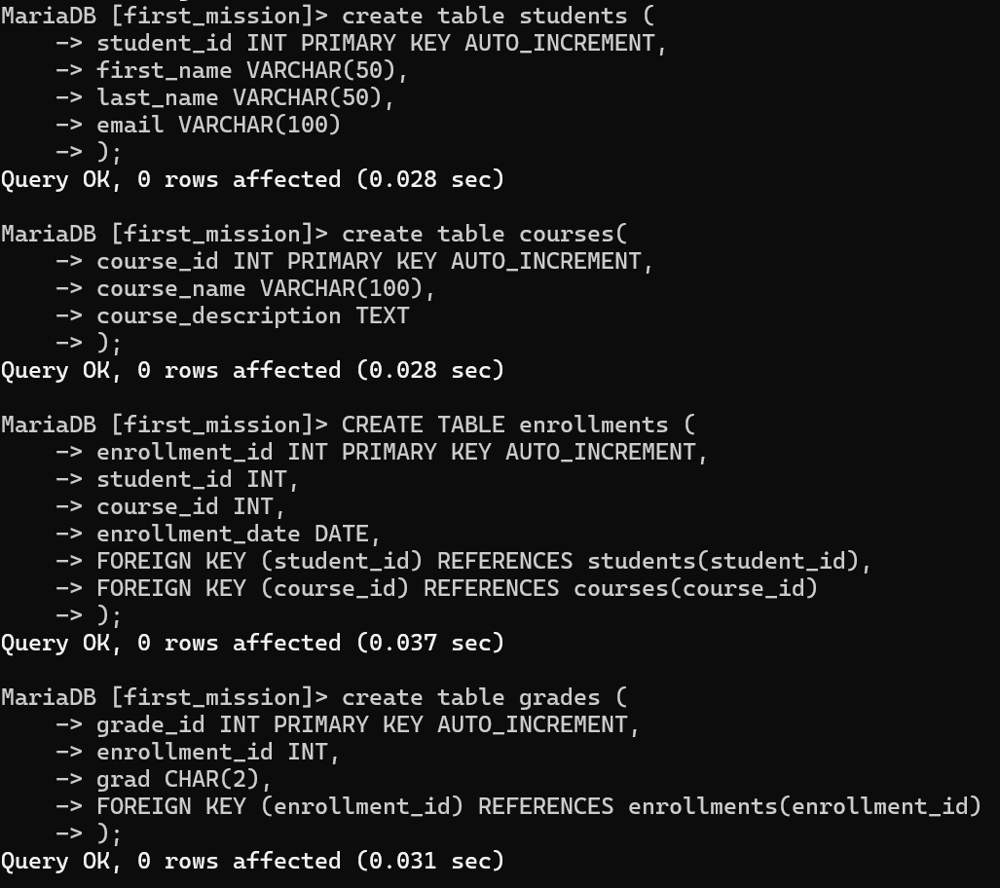 MariaDB [first_mission]> create table students (
    -> student_id INT PRIMARY KEY AUTO_INCREMENT,
    -> first_name VARCHAR(50),
    -> last_name VARCHAR(50),
    -> email VARCHAR(100)
    -> );
Query OK, 0 rows affected (0.028 sec)

MariaDB [first_mission]> create table courses(
    -> course_id INT PRIMARY KEY AUTO_INCREMENT,
    -> course_name VARCHAR(100),
    -> course_description TEXT
    -> );
Query OK, 0 rows affected (0.028 sec)

MariaDB [first_mission]> CREATE TABLE enrollments (
    -> enrollment_id INT PRIMARY KEY AUTO_INCREMENT,
    -> student_id INT,
    -> course_id INT,
    -> enrollment_date DATE,
    -> FOREIGN KEY (student_id) REFERENCES students(student_id),
    -> FOREIGN KEY (course_id) REFERENCES courses(course_id)
    -> );
Query OK, 0 rows affected (0.037 sec)

MariaDB [first_mission]> create table grades (
    -> grade_id INT PRIMARY KEY AUTO_INCREMENT,
    -> enrollment_id INT,
    -> grad CHAR(2),
    -> FOREIGN KEY (enrollment_id) REFERENCES enrollments(enrollment_id)
    -> );
Query OK, 0 rows affected (0.031 sec)